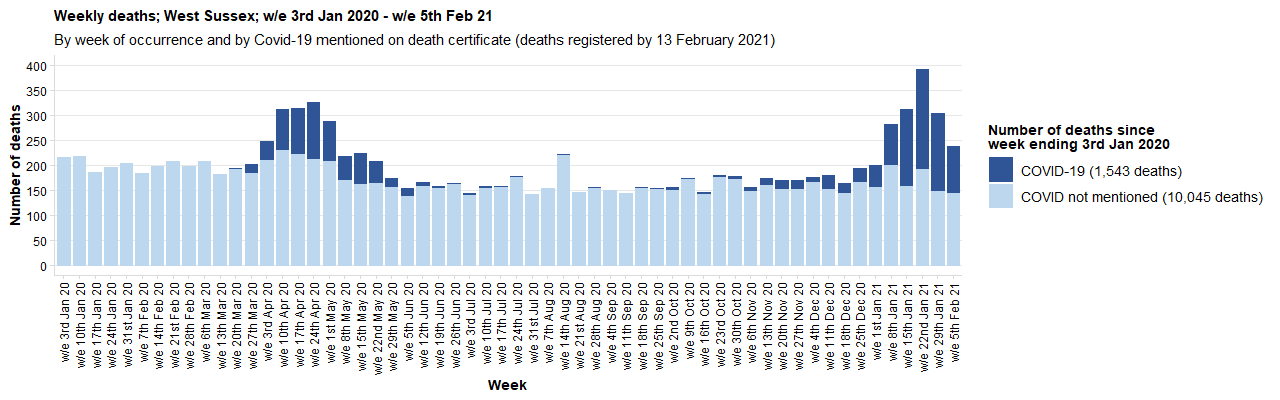 Weekly deaths; West Sussex; w/e 3rd Jan 2020 - w/e 5th Feb 21
By week of occurrence and by Covid-19 mentioned on death certificate (deaths registered by 13 February 2021)
Number of deaths
400
350
300
250
200
150
100
50
0
w/e 3rd Jan 20
w/e 10th Jan 20
w/e 17th Jan 20
w/e 24th Jan 20
w/e 31st Jan 20
w/e 7th Feb 20
w/e 14th Feb 20
w/e 21st Feb 20
w/e 28th Feb 20
w/e 6th Mar 20
w/e 13th Mar 20
w/e 20th Mar 20
w/e 27th Mar 20
w/e 3rd Apr 20
w/e 10th Apr 20
w/e 17th Apr 20
w/e 24th Apr 20
w/e 1st May 20
w/e 8th May 20
w/e 15th May 20
w/e 22nd May 20
w/e 29th May 20
w/e 5th Jun 20
w/e 12th Jun 20
w/e 19th Jun 20
w/e 26th Jun 20
w/e 3rd Jul 20
w/e 10th Jul 20
w/e 17th Jul 20
w/e 24th Jul 20
w/e 31st Jul 20
w/e 7th Aug 20
w/e 14th Aug 20
w/e 21st Aug 20
w/e 28th Aug 20
w/e 4th Sep 20
w/e 11th Sep 20
w/e 18th Sep 20
w/e 25th Sep 20
w/e 2nd Oct 20
w/e 9th Oct 20
w/e 16th Oct 20
w/e 23rd Oct 20
w/e 30th Oct 20
w/e 6th Nov 20
w/e 13th Nov 20
w/e 20th Nov 20
w/e 27th Nov 20
w/e 4th Dec 20
w/e 11th Dec 20
w/e 18th Dec 20
w/e 25th Dec 20
w/e 1st Jan 21
w/e 8th Jan 21
w/e 15th Jan 21
w/e 22nd Jan 21
w/e 29th Jan 21
w/e 5th Feb 21
Week
Number of deaths since
week ending 3rd Jan 2020
COVID-19 (1,543 deaths)
COVID not mentioned (10,045 deaths)